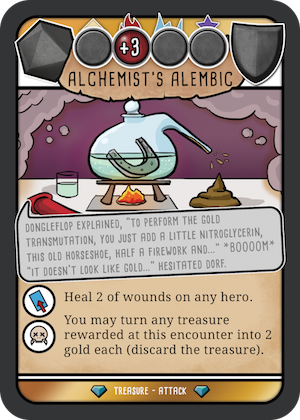 +3
ALCHEMIST'S ALEMBIC
DONGLEFLOP EXPLAINED, "TO PERFORM THE GOLD
TRANSMUTATION, YOU JUST ADD A LITTLE NITROGLYCERIN,
THIS OLD HORSESHOE, HALF A FIREWORK AND..." *BOOOOM*
"IT DOESN'T LOOK LIKE GOLD..." HESITATED DORF.
Heal 2 of wounds on any hero.
You may turn any treasure
rewarded at this encounter into 2
gold each (discard the treasure).
TREASURE - ATTACK